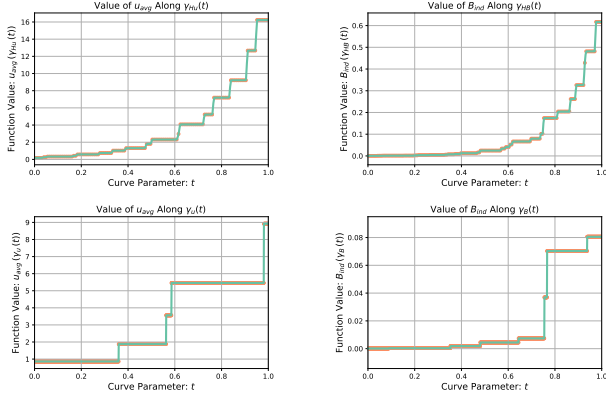 Value of u_avg Along γ_Hu(t)
Function Value: u_avg(γ_Hu(t))
16
14
12
10
8
6
4
2
0
0.0 0.2 0.4 0.6 0.8 1.0
Curve Parameter: t
Value of B_ind Along γ_HB(t)
Function Value: B_ind(γ_HB(t))
0.6
0.5
0.4
0.3
0.2
0.1
0.0
0.0 0.2 0.4 0.6 0.8 1.0
Curve Parameter: t
Value of u_avg Along γ_u(t)
Function Value: u_avg(γ_u(t))
9
8
7
6
5
4
3
2
1
0.0 0.2 0.4 0.6 0.8 1.0
Curve Parameter: t
Value of B_ind Along γ_B(t)
Function Value: B_ind(γ_B(t))
0.08
0.06
0.04
0.02
0.00
0.0 0.2 0.4 0.6 0.8 1.0
Curve Parameter: t